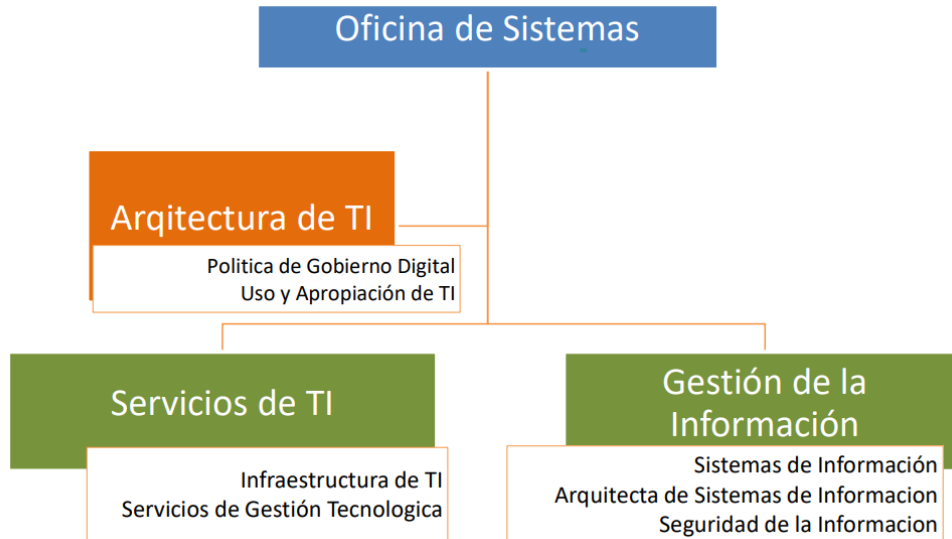 Oficina de Sistemas
Arqitectura de TI
Politica de Gobierno Digital
Uso y Apropiación de TI
Servicios de TI
Infraestructura de TI
Servicios de Gestión Tecnologica
Gestión de la
Información
Sistemas de Información
Arquitecta de Sistemas de Informacion
Seguridad de la Informacion